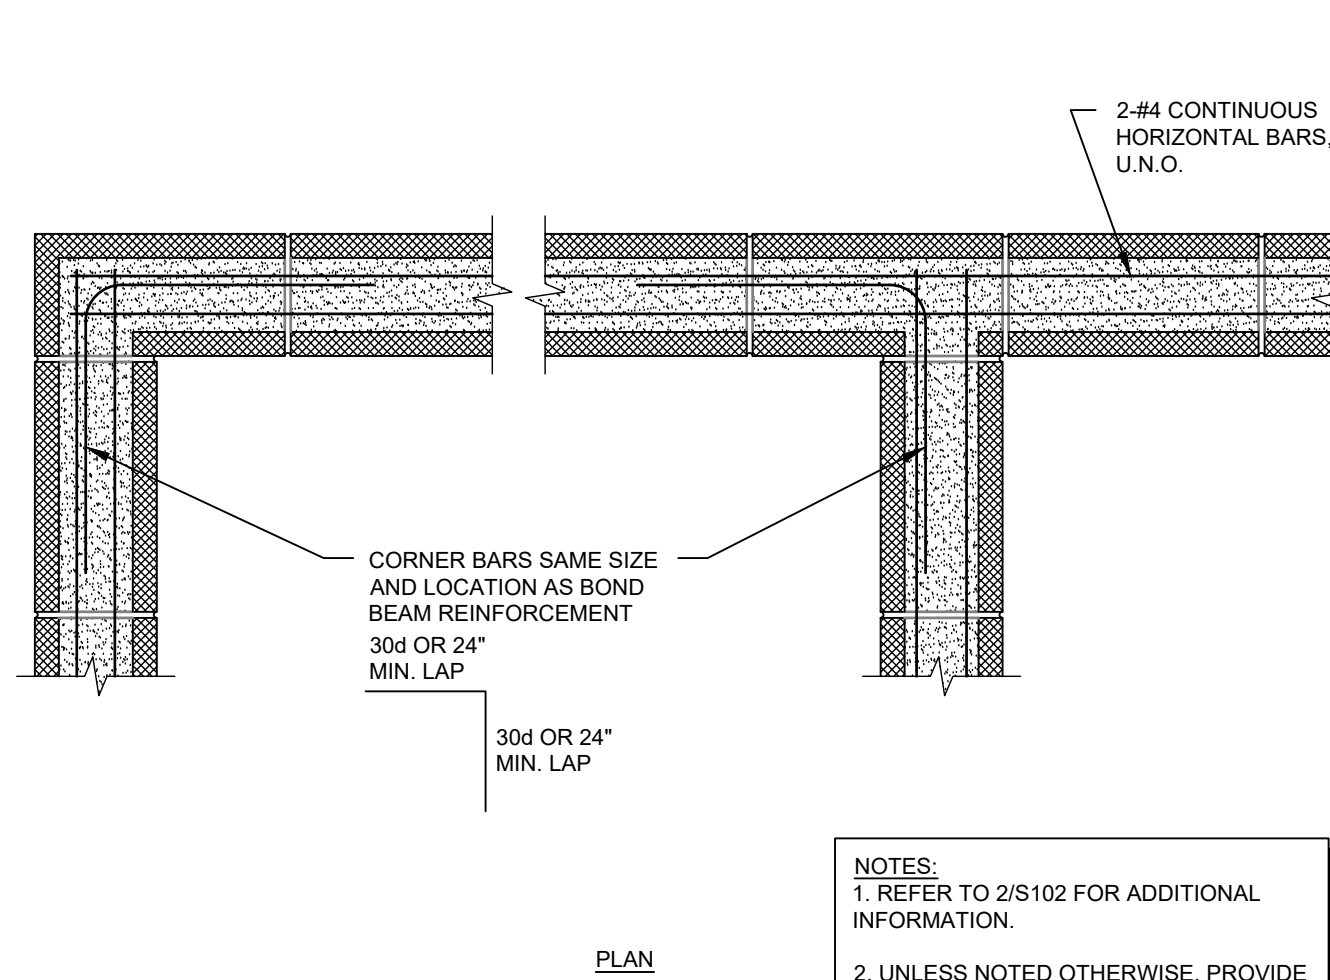 2-#4 CONTINUOUS
HORIZONTAL BARS,
U.N.O.
CORNER BARS SAME SIZE
AND LOCATION AS BOND
BEAM REINFORCEMENT
30d OR 24"
MIN. LAP
30d OR 24"
MIN. LAP
NOTES:
1. REFER TO 2/S102 FOR ADDITIONAL
INFORMATION.
2. UNLESS NOTED OTHERWISE, PROVIDE
PLAN